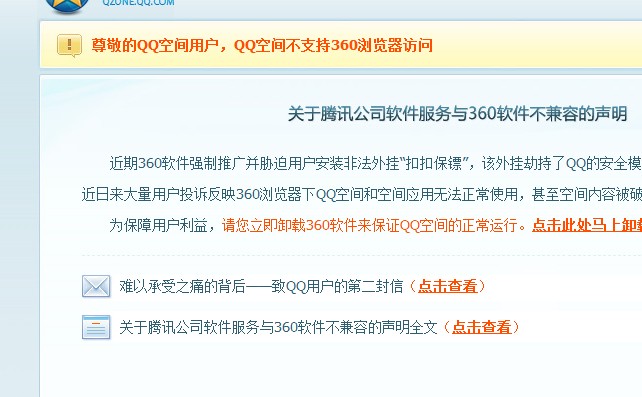 QZONE.QQ.COM
尊敬的QQ空间用户，QQ空间不支持360浏览器访问
关于腾讯公司软件服务与360软件不兼容的声明
近期360软件强制推广并胁迫用户安装非法外挂“扣扣保镖”，该外挂劫持了QQ的安全模
近日来大量用户投诉反映360浏览器下QQ空间和空间应用无法正常使用，甚至空间内容被破
为保障用户利益，请您立即卸载360软件来保证QQ空间的正常运行。点击此处马上卸载
难以承受之痛的背后——致QQ用户的第二封信（点击查看）
关于腾讯公司软件服务与360软件不兼容的声明全文（点击查看）